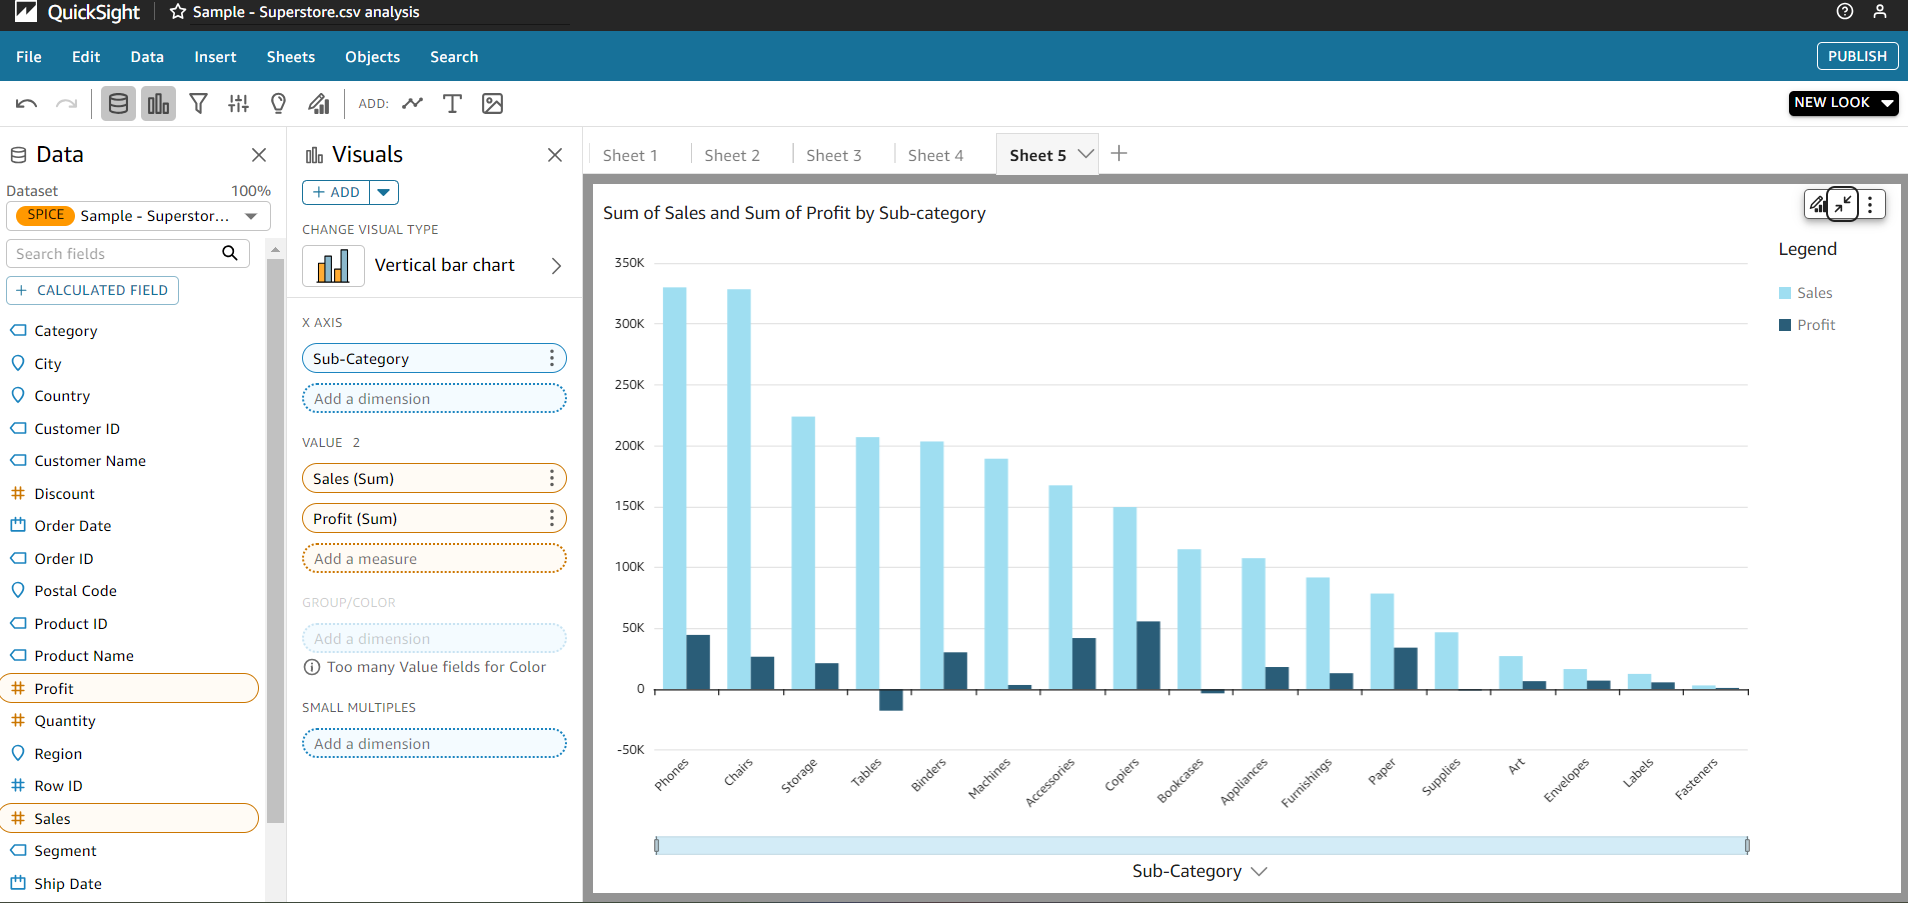 QuickSight
Sample - Superstore.csv analysis
File Edit Data Insert Sheets Objects Search
PUBLISH
ADD:
NEW LOOK
Data
Dataset 100%
SPICE Sample - Superstor...
Search fields
+ CALCULATED FIELD
Category
City
Country
Customer ID
Customer Name
Discount
Order Date
Order ID
Postal Code
Product ID
Product Name
Profit
Quantity
Region
Row ID
Sales
Segment
Ship Date
Visuals
+ ADD
CHANGE VISUAL TYPE
Vertical bar chart
X AXIS
Sub-Category
Add a dimension
VALUE 2
Sales (Sum)
Profit (Sum)
Add a measure
GROUP/COLOR
Add a dimension
Too many Value fields for Color
SMALL MULTIPLES
Add a dimension
Sheet 1 Sheet 2 Sheet 3 Sheet 4 Sheet 5
Sum of Sales and Sum of Profit by Sub-category
350K
300K
250K
200K
150K
100K
50K
0
-50K
Phones Chairs Storage Tables Binders Machines Accessories Copiers Bookcases Appliances Furnishings Paper Supplies Art Envelopes Labels Fasteners
Sub-Category
Legend
Sales
Profit